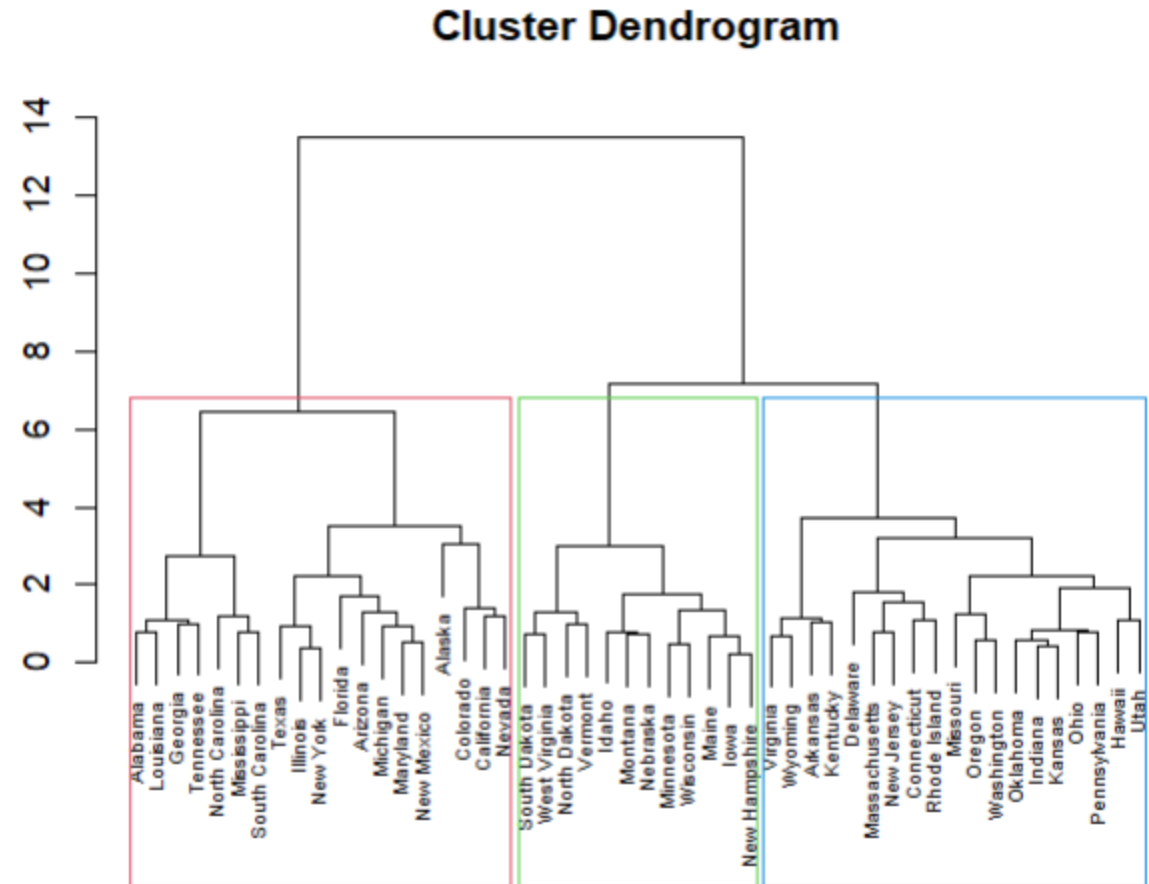 Cluster Dendrogram
14
12
10
8
6
4
2
0
Alabama
Louisiana
Georgia
Tennessee
North Carolina
Mississippi
South Carolina
Texas
Illinois
New York
Florida
Arizona
Michigan
Maryland
New Mexico
Alaska
Colorado
California
Nevada
South Dakota
West Virginia
North Dakota
Vermont
Idaho
Montana
Nebraska
Minnesota
Wisconsin
Maine
Iowa
New Hampshire
Virginia
Wyoming
Arkansas
Kentucky
Delaware
Massachusetts
New Jersey
Connecticut
Rhode Island
Missouri
Oregon
Washington
Oklahoma
Indiana
Kansas
Ohio
Pennsylvania
Hawaii
Utah